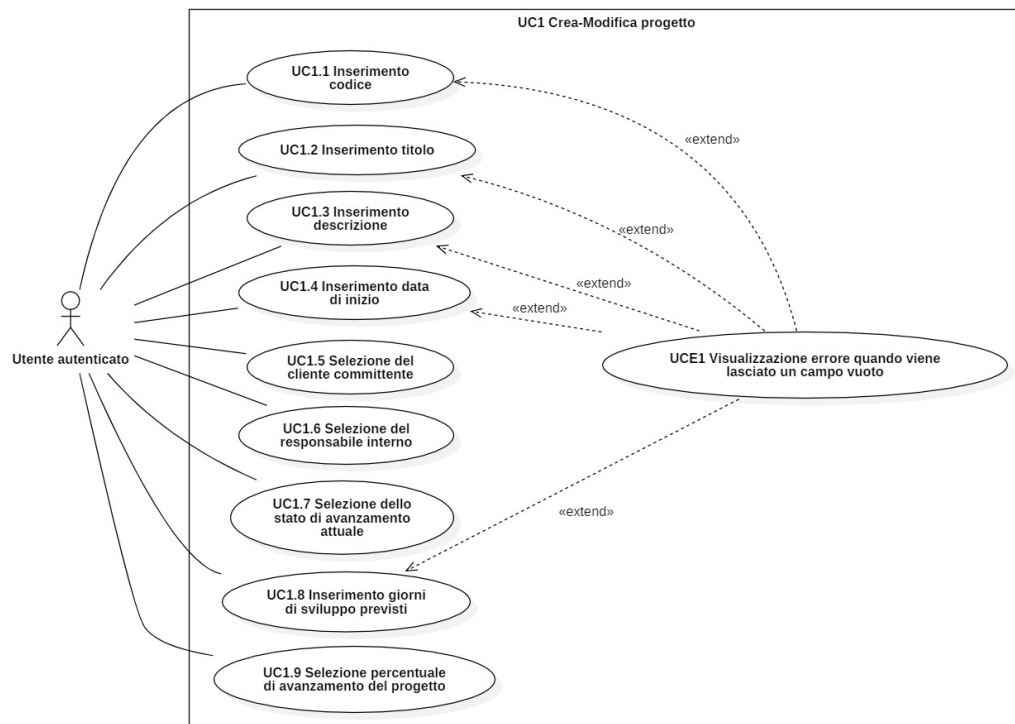 UC1 Crea-Modifica progetto
UC1.1 Inserimento
codice
«extend»
UC1.2 Inserimento titolo
UC1.3 Inserimento
descrizione
«extend»
UC1.4 Inserimento data
di inizio
«extend»
«extend»
Utente autenticato
UC1.5 Selezione del
cliente committente
UCE1 Visualizzazione errore quando viene
lasciato un campo vuoto
UC1.6 Selezione del
responsabile interno
UC1.7 Selezione dello
stato di avanzamento
attuale
«extend»
UC1.8 Inserimento giorni
di sviluppo previsti
UC1.9 Selezione percentuale
di avanzamento del progetto